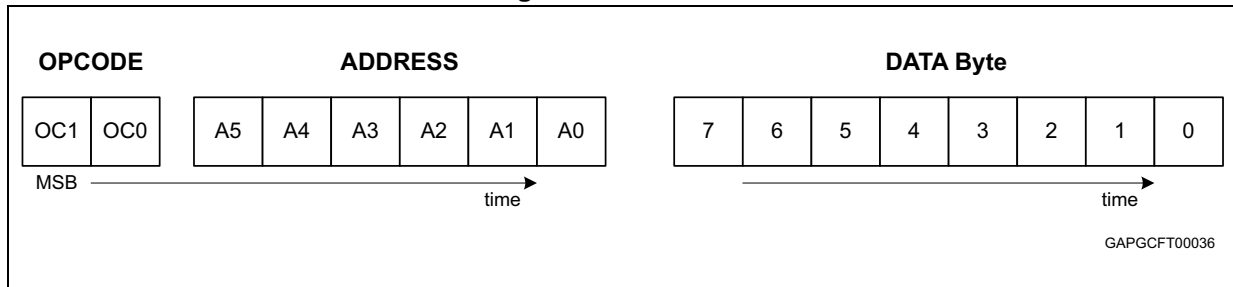 OPCODE ADDRESS DATA Byte
OC1 OC0 A5 A4 A3 A2 A1 A0 7 6 5 4 3 2 1 0
MSB time time
GAPGCFT00036